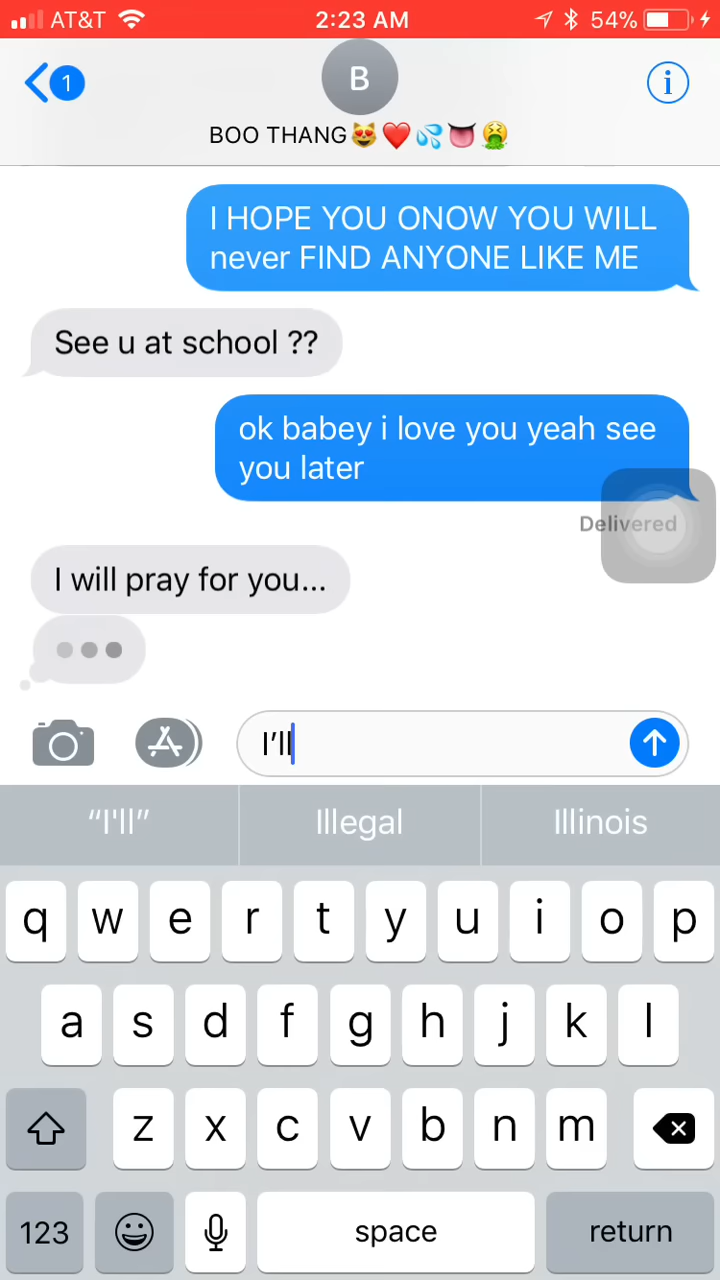 AT&T 2:23 AM 54%
1 B i
BOO THANG😻❤️💦👅🤮
I HOPE YOU ONOW YOU WILL
never FIND ANYONE LIKE ME
See u at school ??
ok babey i love you yeah see
you later
Delivered
I will pray for you...
I'll
“I'll” Illegal Illinois
q w e r t y u i o p
a s d f g h j k l
z x c v b n m
123 space return